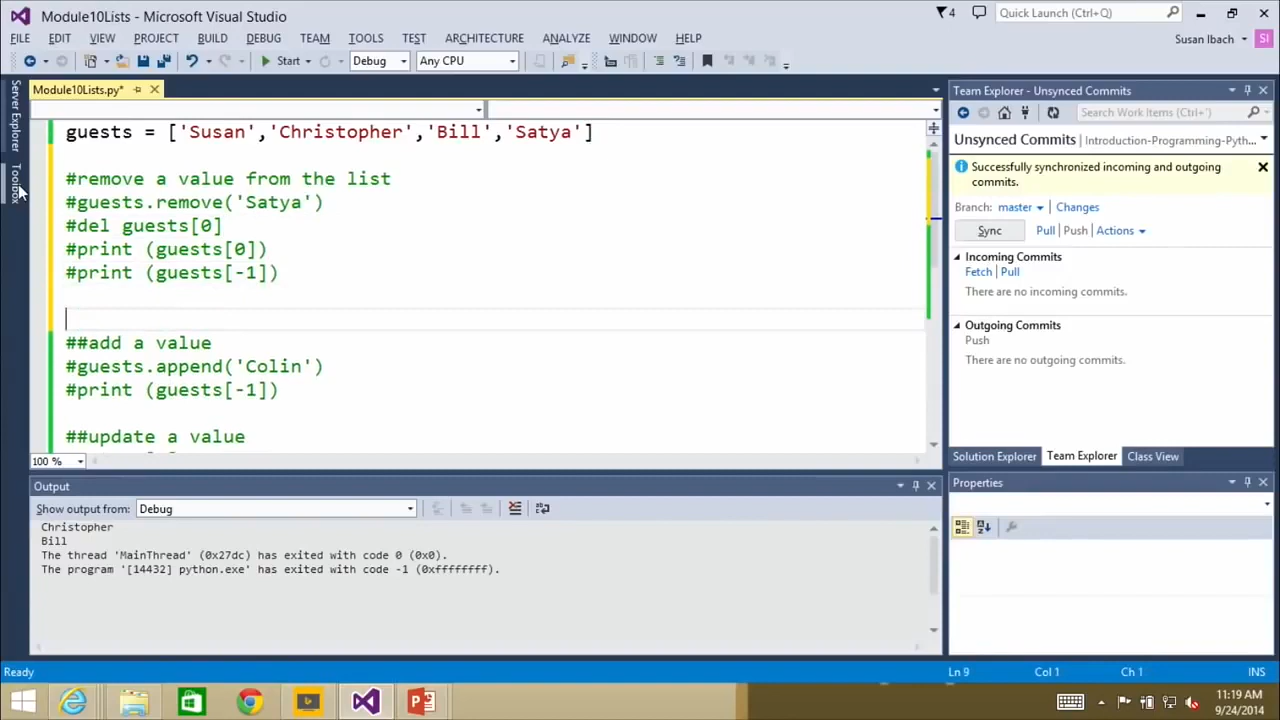 Module10Lists - Microsoft Visual Studio
4
Quick Launch (Ctrl+Q)
FILE EDIT VIEW PROJECT BUILD DEBUG TEAM TOOLS TEST ARCHITECTURE ANALYZE WINDOW HELP
Susan Ibach SI
Start Debug Any CPU
Server Explorer
Toolbox
Module10Lists.py*
guests = ['Susan','Christopher','Bill','Satya']
#remove a value from the list
#guests.remove('Satya')
#del guests[0]
#print (guests[0])
#print (guests[-1])
##add a value
#guests.append('Colin')
#print (guests[-1])
##update a value
100 %
Output
Show output from: Debug
Christopher
Bill
The thread 'MainThread' (0x27dc) has exited with code 0 (0x0).
The program '[14432] python.exe' has exited with code -1 (0xffffffff).
Team Explorer - Unsynced Commits
Search Work Items (Ctrl+')
Unsynced Commits | Introduction-Programming-Pyth...
Successfully synchronized incoming and outgoing
commits.
Branch: master Changes
Sync Pull | Push | Actions
Incoming Commits
Fetch | Pull
There are no incoming commits.
Outgoing Commits
Push
There are no outgoing commits.
Solution Explorer Team Explorer Class View
Properties
Ready Ln 9 Col 1 Ch 1 INS
11:19 AM
9/24/2014